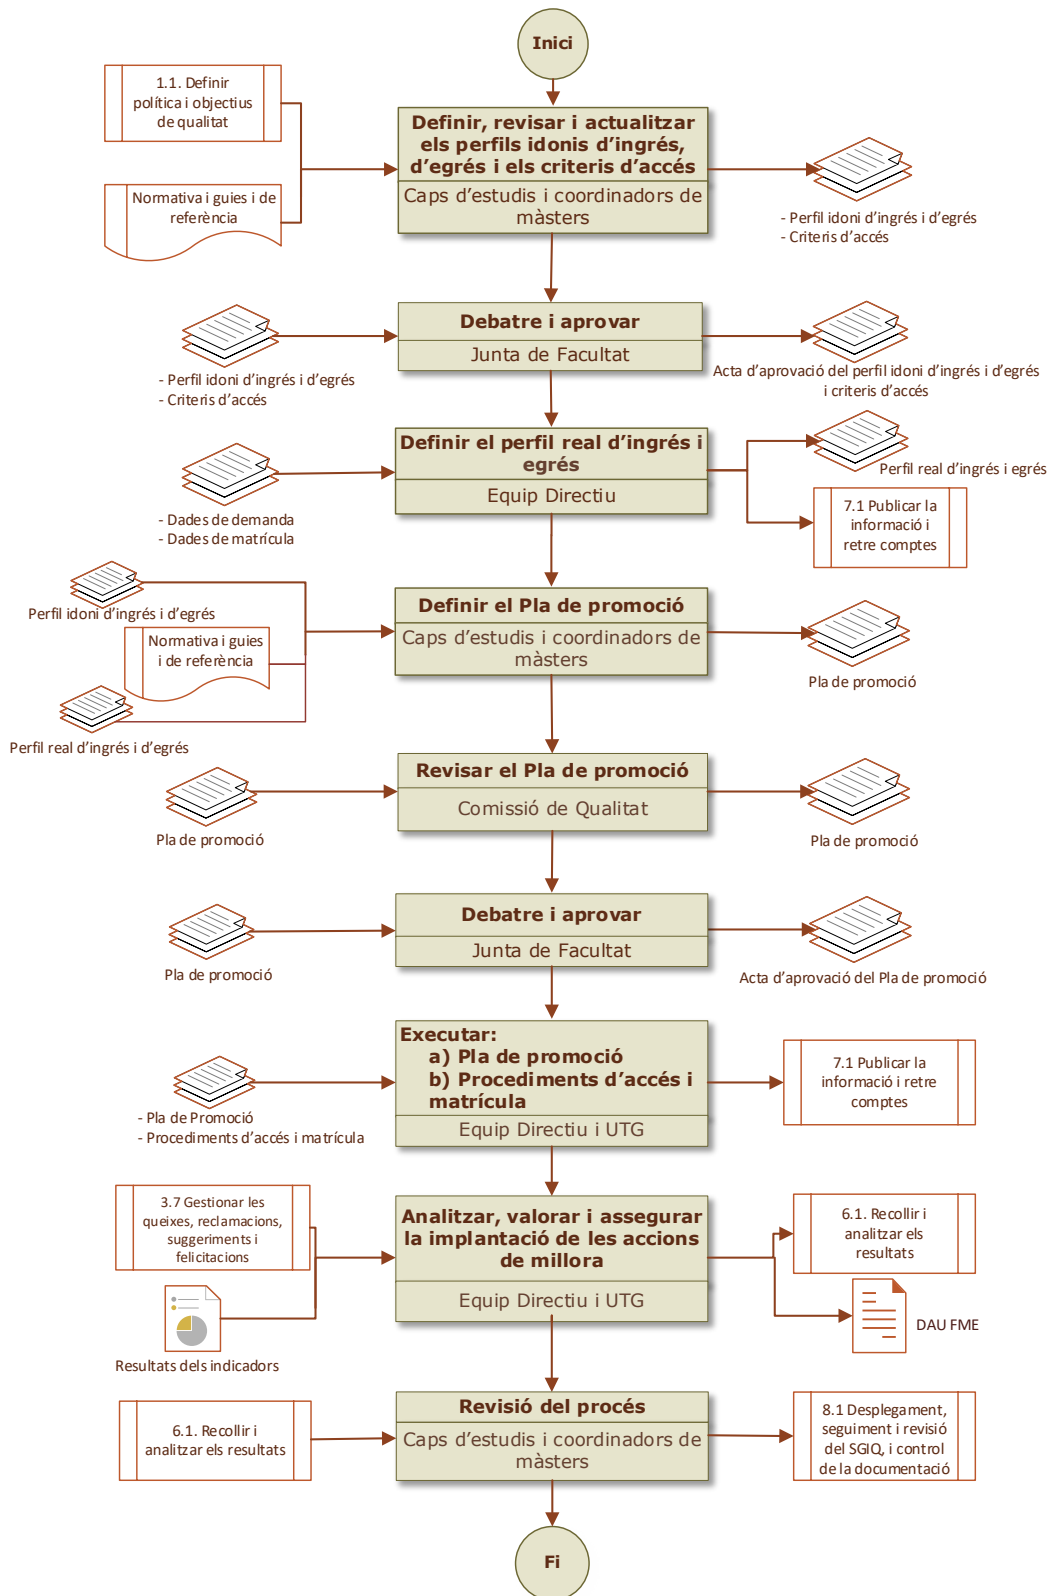 Inici
1.1. Definir
política i objectius
de qualitat
Normativa i guies i de
referència
Definir, revisar i actualitzar
els perfils idonis d’ingrés,
d’egrés i els criteris d’accés
Caps d’estudis i coordinadors de
màsters
- Perfil idoni d’ingrés i d’egrés
- Criteris d’accés
- Perfil idoni d’ingrés i d’egrés
- Criteris d’accés
Debatre i aprovar
Junta de Facultat
Acta d’aprovació del perfil idoni d’ingrés i d’egrés
i criteris d’accés
- Dades de demanda
- Dades de matrícula
Definir el perfil real d’ingrés i
egrés
Equip Directiu
Perfil real d’ingrés i egrés
7.1 Publicar la
informació i
retre comptes
Perfil idoni d’ingrés i d’egrés
Normativa i guies
i de referència
Perfil real d’ingrés i d’egrés
Definir el Pla de promoció
Caps d’estudis i coordinadors de
màsters
Pla de promoció
Pla de promoció
Revisar el Pla de promoció
Comissió de Qualitat
Pla de promoció
Pla de promoció
Debatre i aprovar
Junta de Facultat
Acta d’aprovació del Pla de promoció
- Pla de Promoció
- Procediments d’accés i matrícula
Executar:
a) Pla de promoció
b) Procediments d’accés i
matrícula
Equip Directiu i UTG
7.1 Publicar la
informació i retre
comptes
3.7 Gestionar les
queixes, reclamacions,
suggeriments i
felicitacions
Resultats dels indicadors
Analitzar, valorar i assegurar
la implantació de les accions
de millora
Equip Directiu i UTG
6.1. Recollir i
analitzar els
resultats
DAU FME
6.1. Recollir i
analitzar els resultats
Revisió del procés
Caps d’estudis i coordinadors de
màsters
8.1 Desplegament,
seguiment i revisió
del SGIQ, i control
de la documentació
Fi